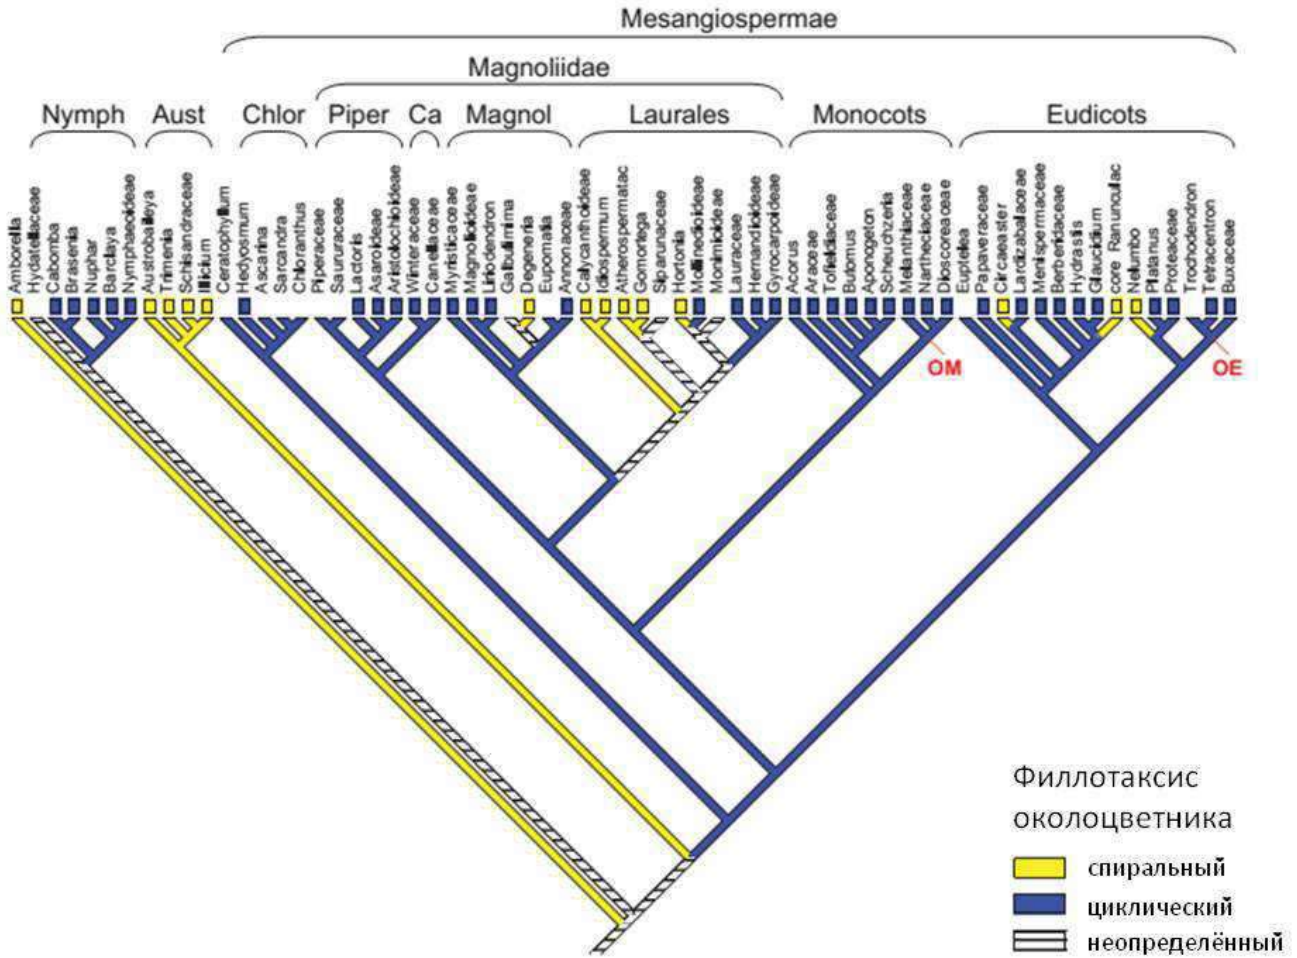 Mesangiospermae
Magnoliidae
Nymph Aust Chlor Piper Ca Magnol Laurales Monocots Eudicots
Amborella
Hydatellaceae
Cabomba
Brasenia
Nuphar
Barclaya
Nymphaeoideae
Austrobaileya
Trimenia
Schisandraceae
Illicium
Ceratophyllum
Hedyosmum
Ascarina
Sarcandra
Chloranthus
Piperaceae
Saururaceae
Lactoris
Asaroideae
Aristolochioideae
Winteraceae
Canellaceae
Myristicaceae
Magnolioideae
Liriodendron
Galbulimima
Degeneria
Eupomatia
Annonaceae
Calycanthoideae
Idiospermum
Atherospermatac
Gomortega
Siparunaceae
Hortonia
Mollinedioideae
Monimioideae
Lauraceae
Hernandioideae
Gyrocarpoideae
Acorus
Araceae
Tofieldiaceae
Butomus
Aponogeton
Scheuchzeria
Melanthiaceae
Nartheciaceae
Dioscoreaceae
Euptelea
Papaveraceae
Circaeaster
Lardizabalaceae
Menispermaceae
Berberidaceae
Hydrastis
Glaucidium
core Ranunculac
Nelumbo
Platanus
Proteaceae
Trochodendron
Tetracentron
Buxaceae
OM
OE
Филлотаксис
околоцветника
спиральный
циклический
неопределённый